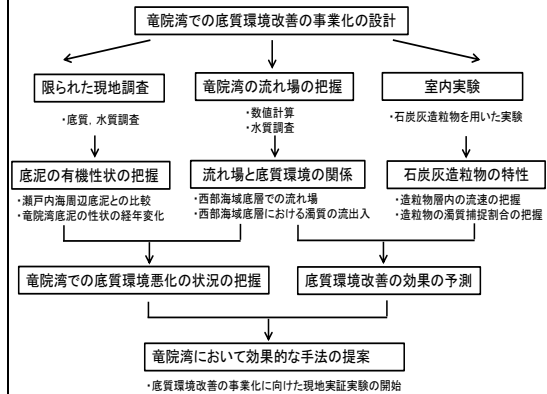 竜院湾での底質環境改善の事業化の設計
限られた現地調査
・底質，水質調査
竜院湾の流れ場の把握
・数値計算
・水質調査
室内実験
・石炭灰造粒物を用いた実験
底泥の有機性状の把握
・瀬戸内海周辺底泥との比較
・竜院湾底泥の性状の経年変化
流れ場と底質環境の関係
・西部海域底層での流れ場
・西部海域底層における濁質の流出入
石炭灰造粒物の特性
・造粒物層内の流速の把握
・造粒物の濁質捕捉割合の把握
竜院湾での底質環境悪化の状況の把握
底質環境改善の効果の予測
竜院湾において効果的な手法の提案
・底質環境改善の事業化に向けた現地実証実験の開始